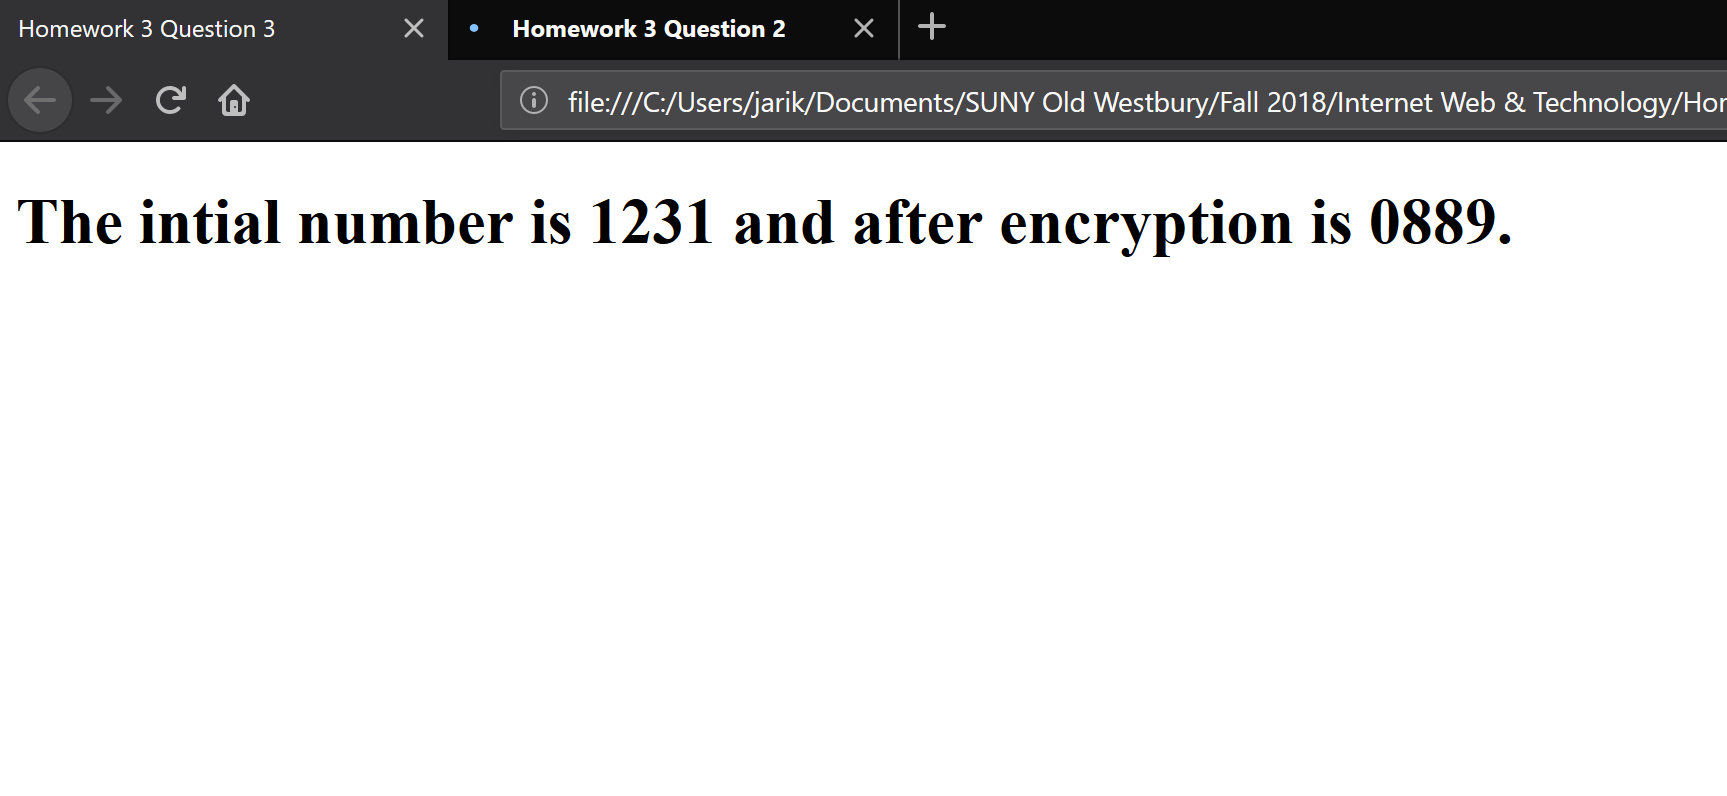 Homework 3 Question 3
Homework 3 Question 2
file:///C:/Users/jarik/Documents/SUNY Old Westbury/Fall 2018/Internet Web & Technology/Hor
The intial number is 1231 and after encryption is 0889.